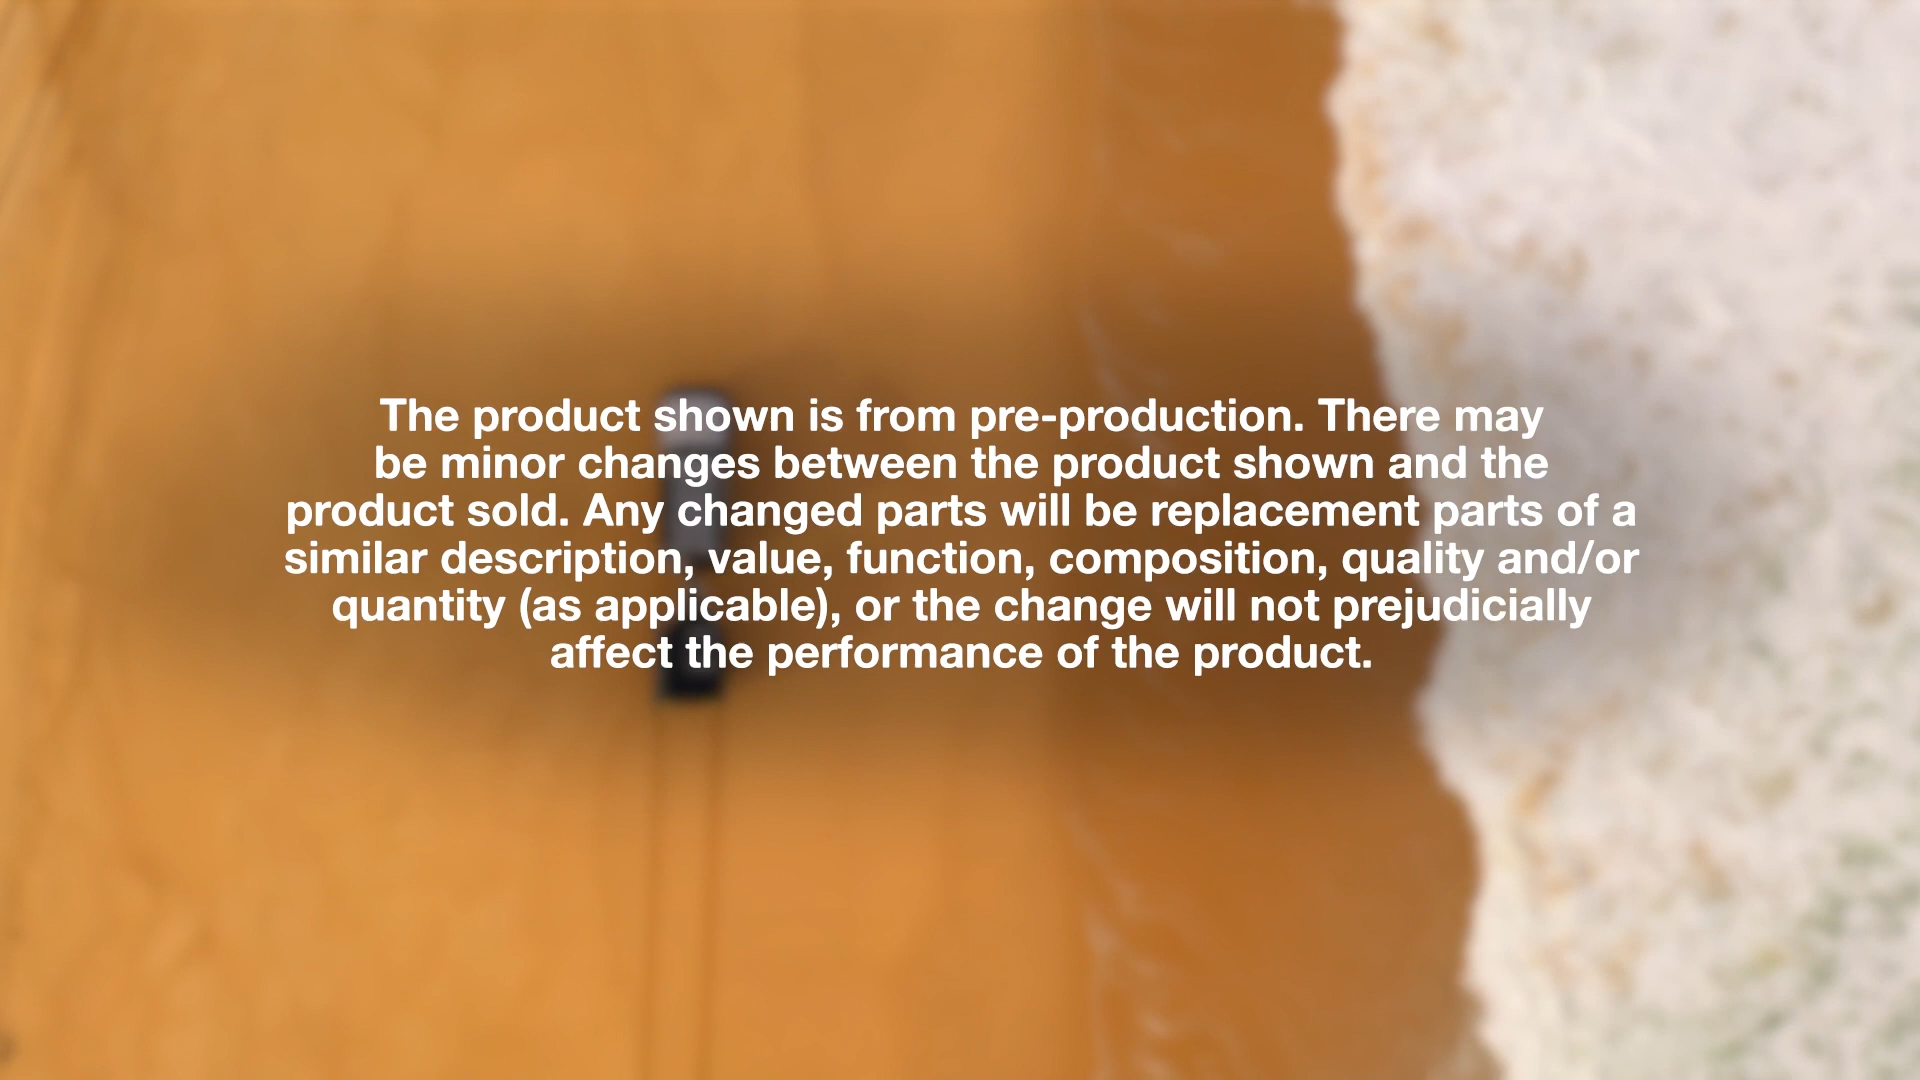 The product shown is from pre-production. There may
be minor changes between the product shown and the
product sold. Any changed parts will be replacement parts of a
similar description, value, function, composition, quality and/or
quantity (as applicable), or the change will not prejudicially
affect the performance of the product.